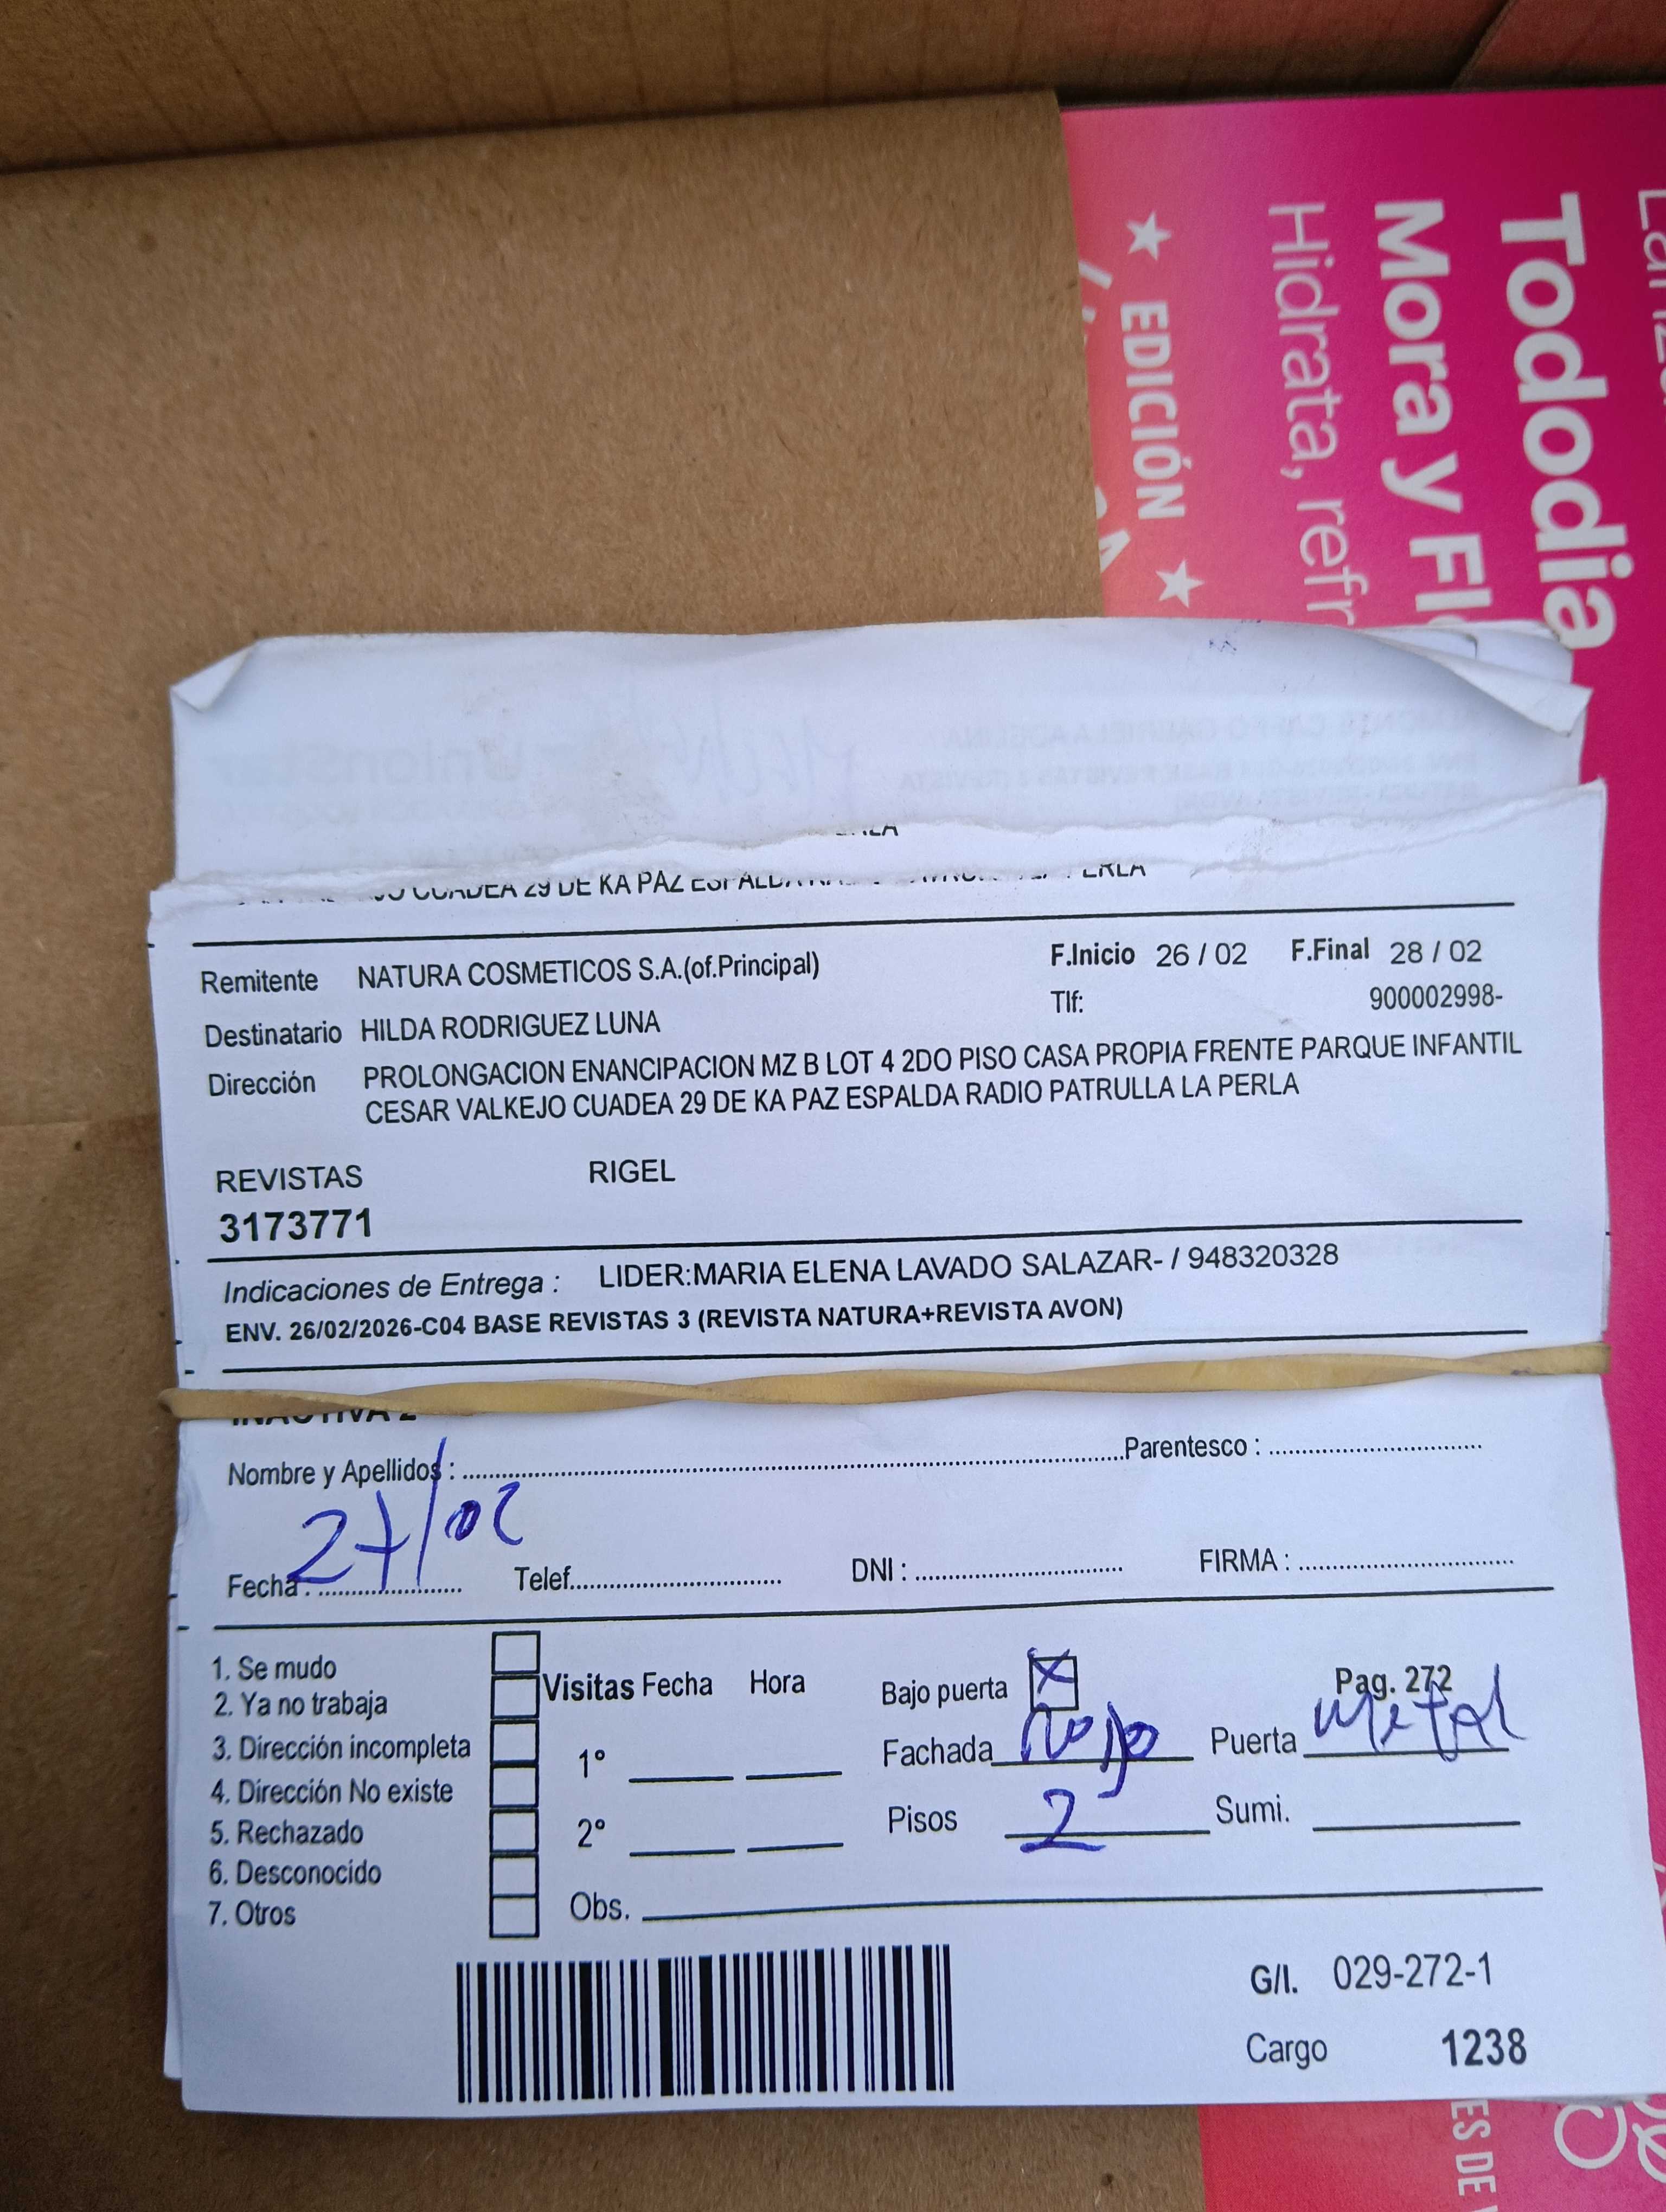 Todo​dia
Mora y Fl
Hidrata, refr
★ EDICIÓN ★
CUADEA 29 DE KA PAZ ESPALDA
Remitente NATURA COSMETICOS S.A.(of.Principal) F.Inicio 26 / 02 F.Final 28 / 02
Tlf: 900002998-
Destinatario HILDA RODRIGUEZ LUNA
Dirección PROLONGACION ENANCIPACION MZ B LOT 4 2DO PISO CASA PROPIA FRENTE PARQUE INFANTIL
CESAR VALKEJO CUADEA 29 DE KA PAZ ESPALDA RADIO PATRULLA LA PERLA
REVISTAS RIGEL
3173771
Indicaciones de Entrega : LIDER:MARIA ELENA LAVADO SALAZAR- / 948320328
ENV. 26/02/2026-C04 BASE REVISTAS 3 (REVISTA NATURA+REVISTA AVON)
INACTIVA 2
Nombre y Apellidos : Parentesco :
Fecha : 27/02 Telef. DNI : FIRMA :
1. Se mudo
2. Ya no trabaja
3. Dirección incompleta
4. Dirección No existe
5. Rechazado
6. Desconocido
7. Otros
Visitas Fecha Hora
1º
2º
Obs.
Bajo puerta X Pag. 272
Fachada Rojo Puerta Metal
Pisos 2 Sumi.
G/I. 029-272-1
Cargo 1238
ES DE